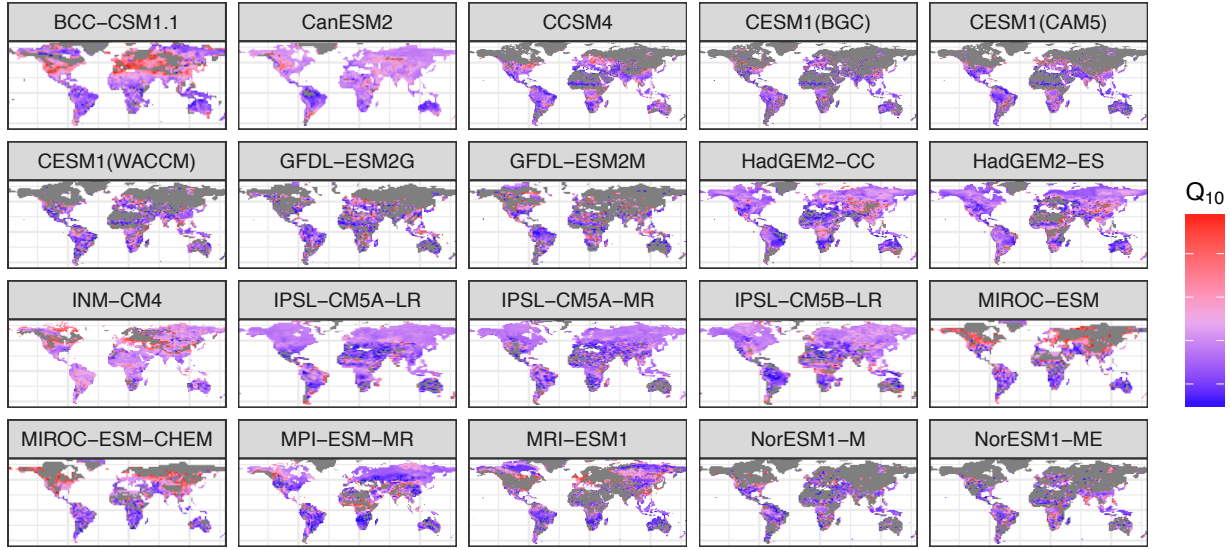 BCC−CSM1.1
CanESM2
CCSM4
CESM1(BGC)
CESM1(CAM5)
CESM1(WACCM)
GFDL−ESM2G
GFDL−ESM2M
HadGEM2−CC
HadGEM2−ES
Q10
INM−CM4
IPSL−CM5A−LR
IPSL−CM5A−MR
IPSL−CM5B−LR
MIROC−ESM
MIROC−ESM−CHEM
MPI−ESM−MR
MRI−ESM1
NorESM1−M
NorESM1−ME